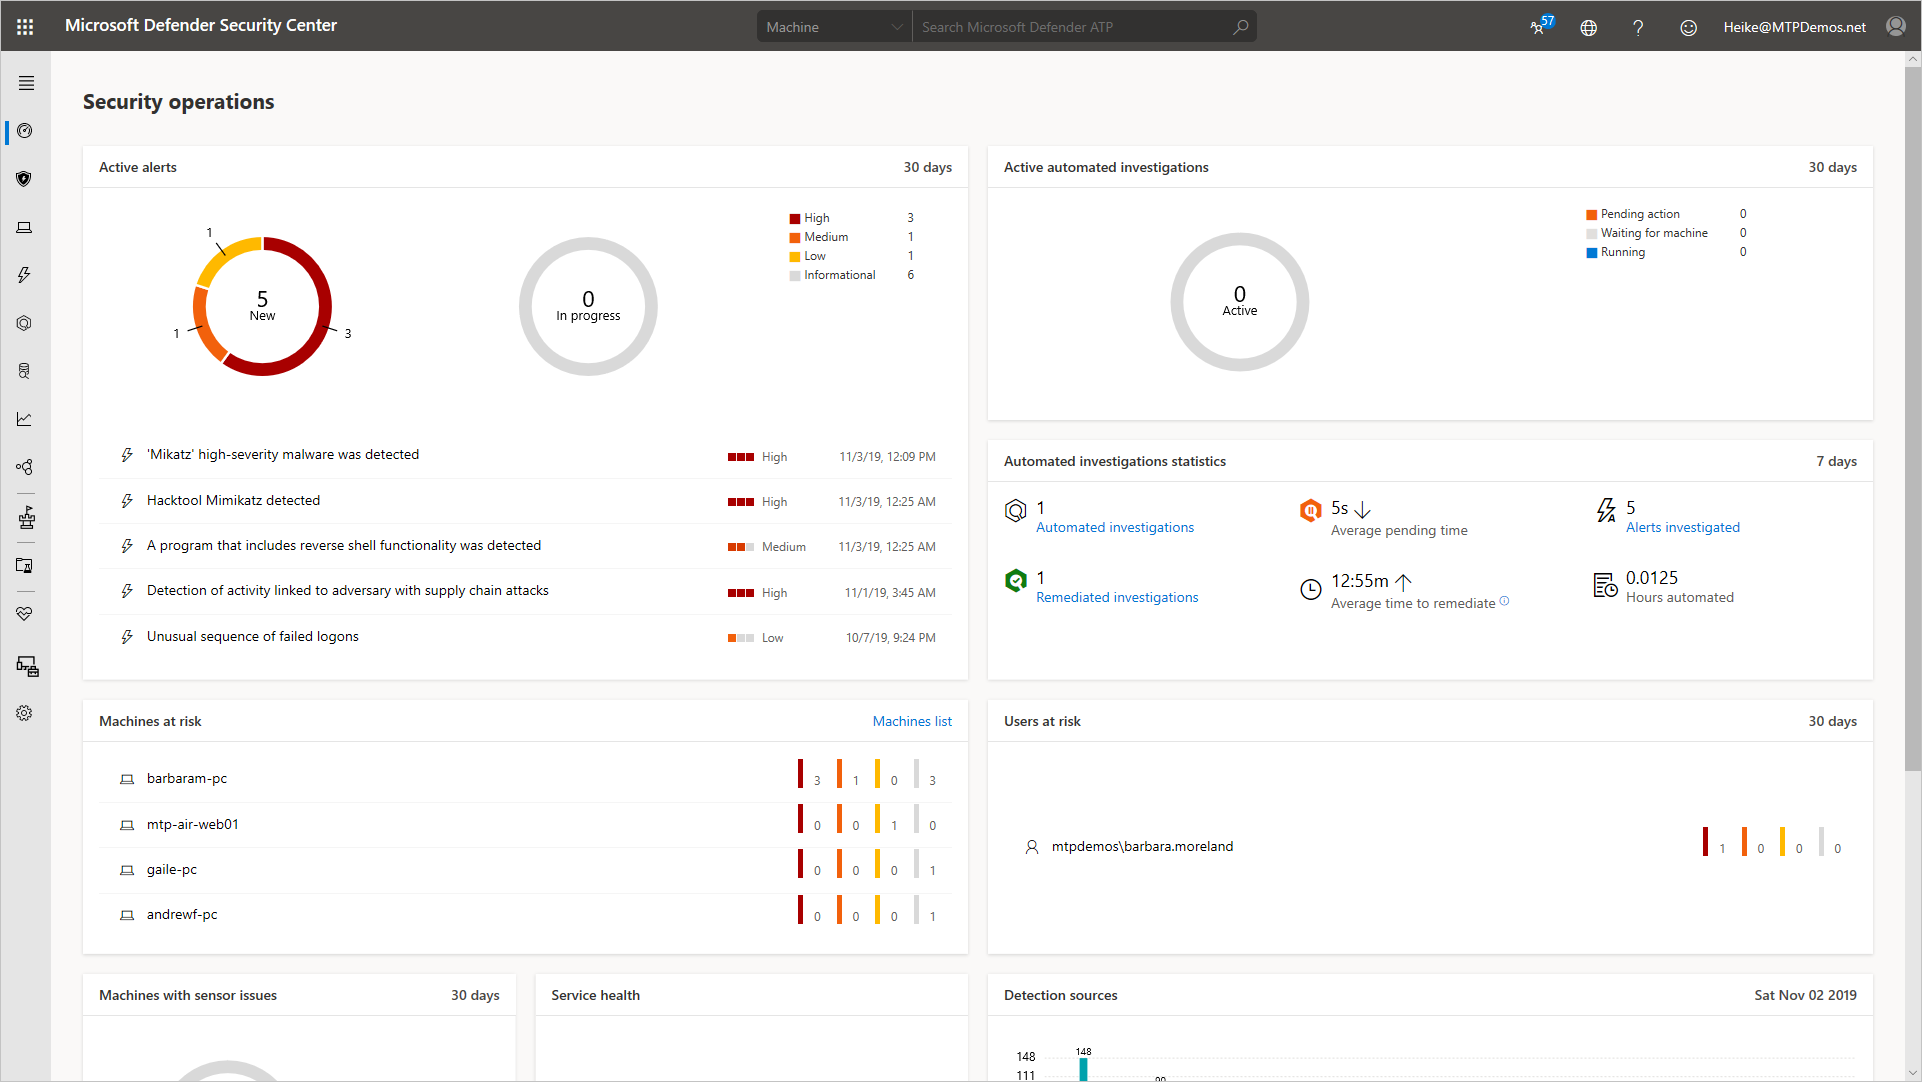 Microsoft Defender Security Center
Machine
Search Microsoft Defender ATP
57
Heike@MTPDemos.net
Security operations
Active alerts
30 days
1
1
3
5
New
0
In progress
High 3
Medium 1
Low 1
Informational 6
'Mikatz' high-severity malware was detected High 11/3/19, 12:09 PM
Hacktool Mimikatz detected High 11/3/19, 12:25 AM
A program that includes reverse shell functionality was detected Medium 11/3/19, 12:25 AM
Detection of activity linked to adversary with supply chain attacks High 11/1/19, 3:45 AM
Unusual sequence of failed logons Low 10/7/19, 9:24 PM
Active automated investigations
30 days
0
Active
Pending action 0
Waiting for machine 0
Running 0
Automated investigations statistics
7 days
1
Automated investigations
5s
Average pending time
5
Alerts investigated
1
Remediated investigations
12:55m
Average time to remediate
0.0125
Hours automated
Machines at risk
Machines list
barbaram-pc 3 1 0 3
mtp-air-web01 0 0 1 0
gaile-pc 0 0 0 1
andrewf-pc 0 0 0 1
Users at risk
30 days
mtpdemos\barbara.moreland 1 0 0 0
Machines with sensor issues
30 days
Service health
Detection sources
Sat Nov 02 2019
148
148
111